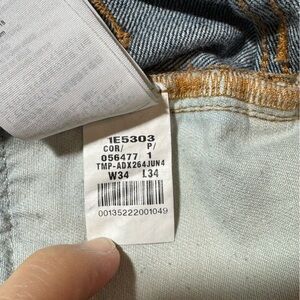 1E5303
COR/ P/
056477 1
TMP-ADX264JUN4
W34 L34
00135222001049